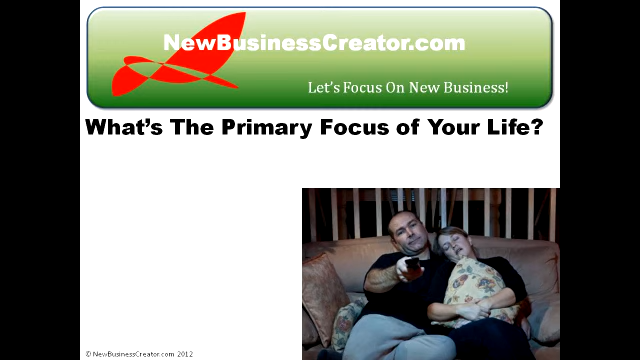 NewBusinessCreator.com
Let's Focus On New Business!
What's The Primary Focus of Your Life?
© NewBusinessCreator.com 2012